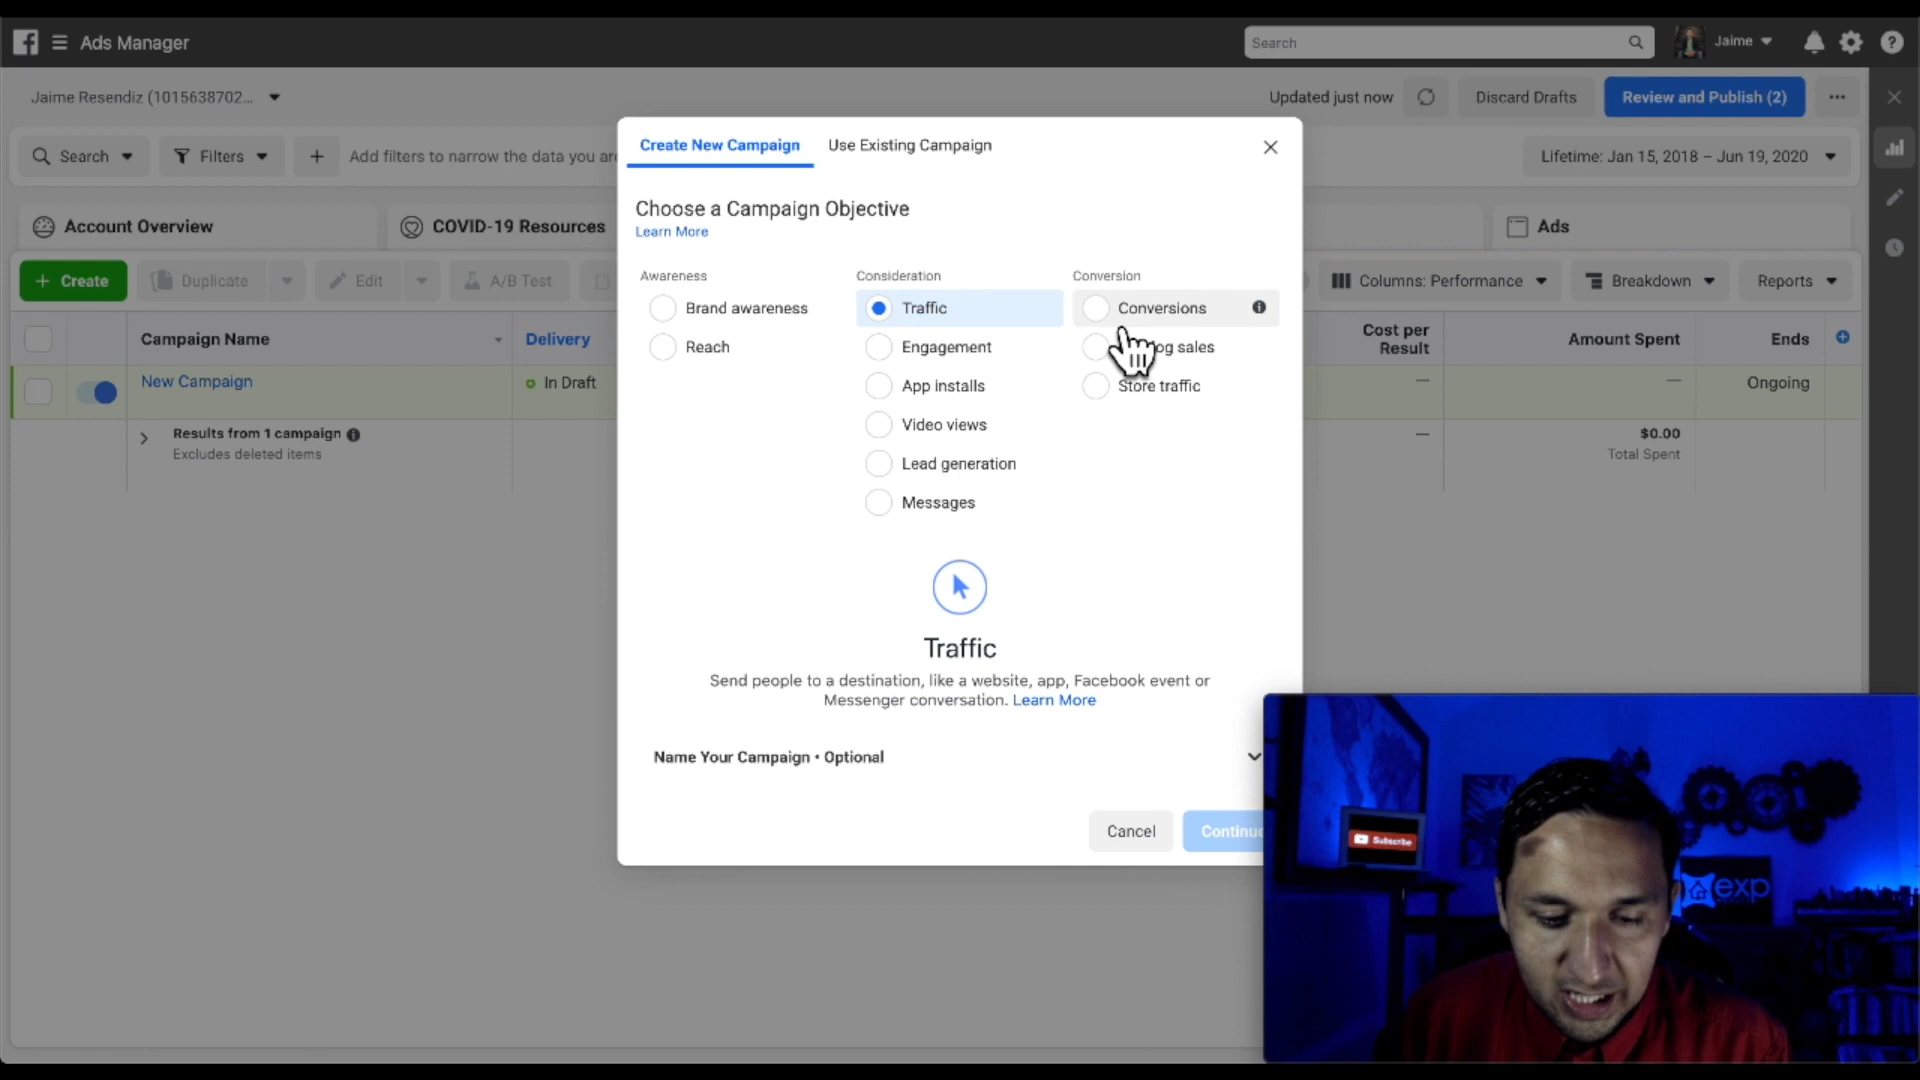 Ads Manager
Search
Jaime
Jaime Resendiz (1015638702...
Updated just now
Discard Drafts
Review and Publish (2)
Search
Filters
Add filters to narrow the data you
Lifetime: Jan 15, 2018 – Jun 19, 2020
Account Overview
COVID-19 Resources
Ads
+ Create
Duplicate
Edit
A/B Test
Columns: Performance
Breakdown
Reports
Campaign Name
Delivery
Cost per
Result
Amount Spent
Ends
New Campaign
In Draft
—
—
Ongoing
Results from 1 campaign
Excludes deleted items
—
$0.00
Total Spent
Create New Campaign
Use Existing Campaign
Choose a Campaign Objective
Learn More
Awareness
Consideration
Conversion
Brand awareness
Traffic
Conversions
Reach
Engagement
sales
App installs
Store traffic
Video views
Lead generation
Messages
Traffic
Send people to a destination, like a website, app, Facebook event or
Messenger conversation. Learn More
Name Your Campaign • Optional
Cancel
Continue
Subscribe
exp